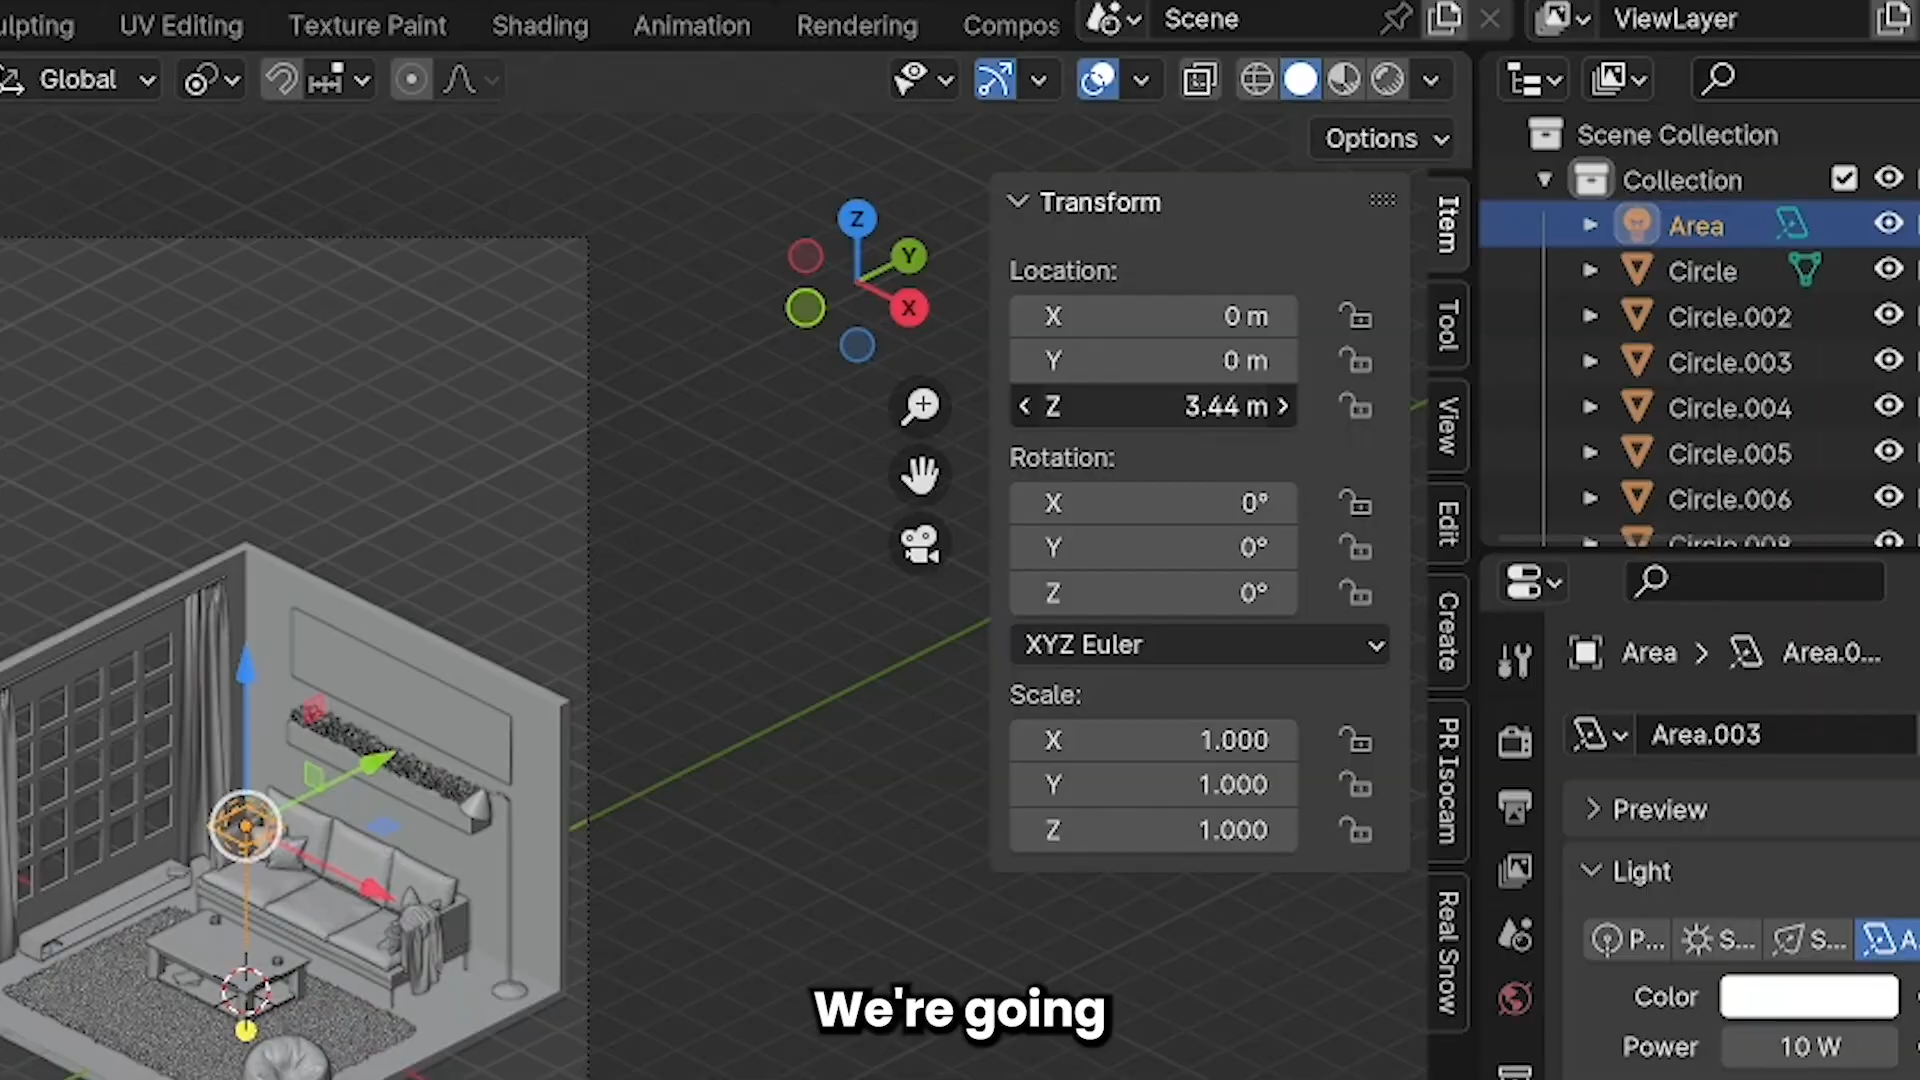 ulpting UV Editing Texture Paint Shading Animation Rendering Compos Scene ViewLayer
Global
Options
Z
Y
X
Transform
Location:
X 0 m
Y 0 m
Z 3.44 m
Rotation:
X 0°
Y 0°
Z 0°
XYZ Euler
Scale:
X 1.000
Y 1.000
Z 1.000
Item
Tool
View
Edit
Create
PR Isocam
Real Snow
Scene Collection
Collection
Area
Circle
Circle.002
Circle.003
Circle.004
Circle.005
Circle.006
Area > Area.0...
Area.003
Preview
Light
P... S... S... A
Color
Power 10 W
We're going